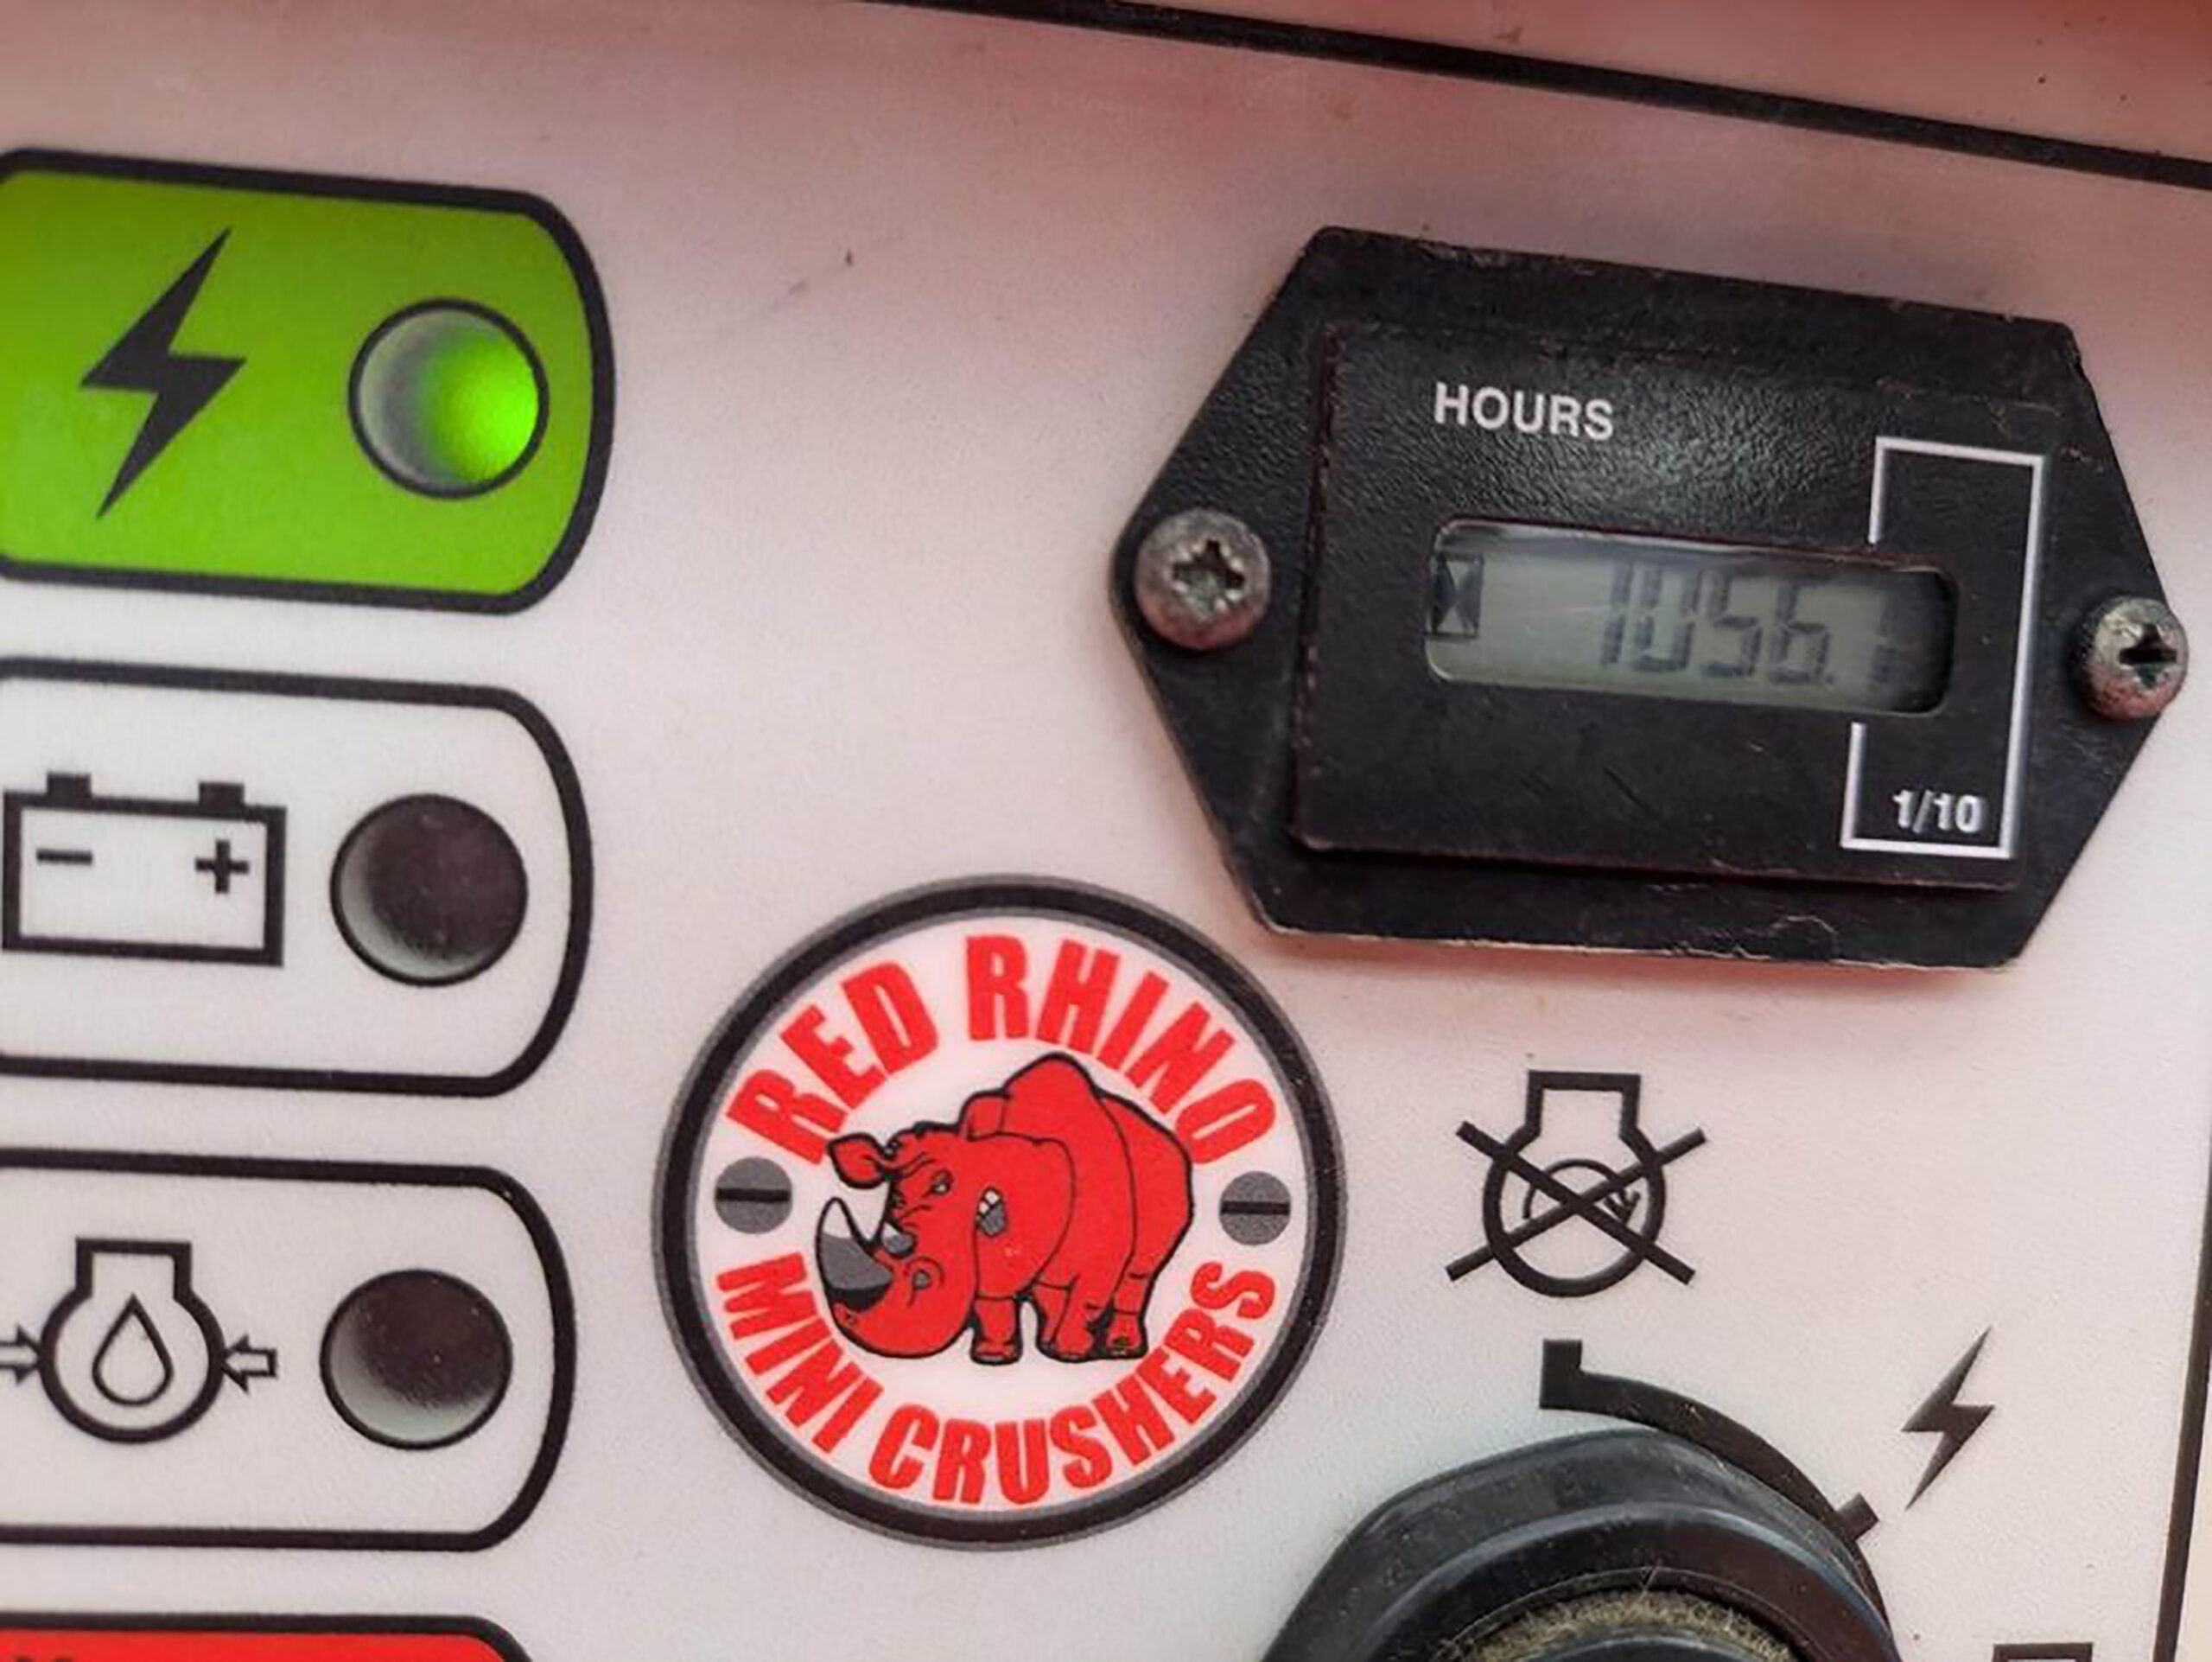 HOURS
1056.
1/10
RED RHINO
MINI CRUSHERS